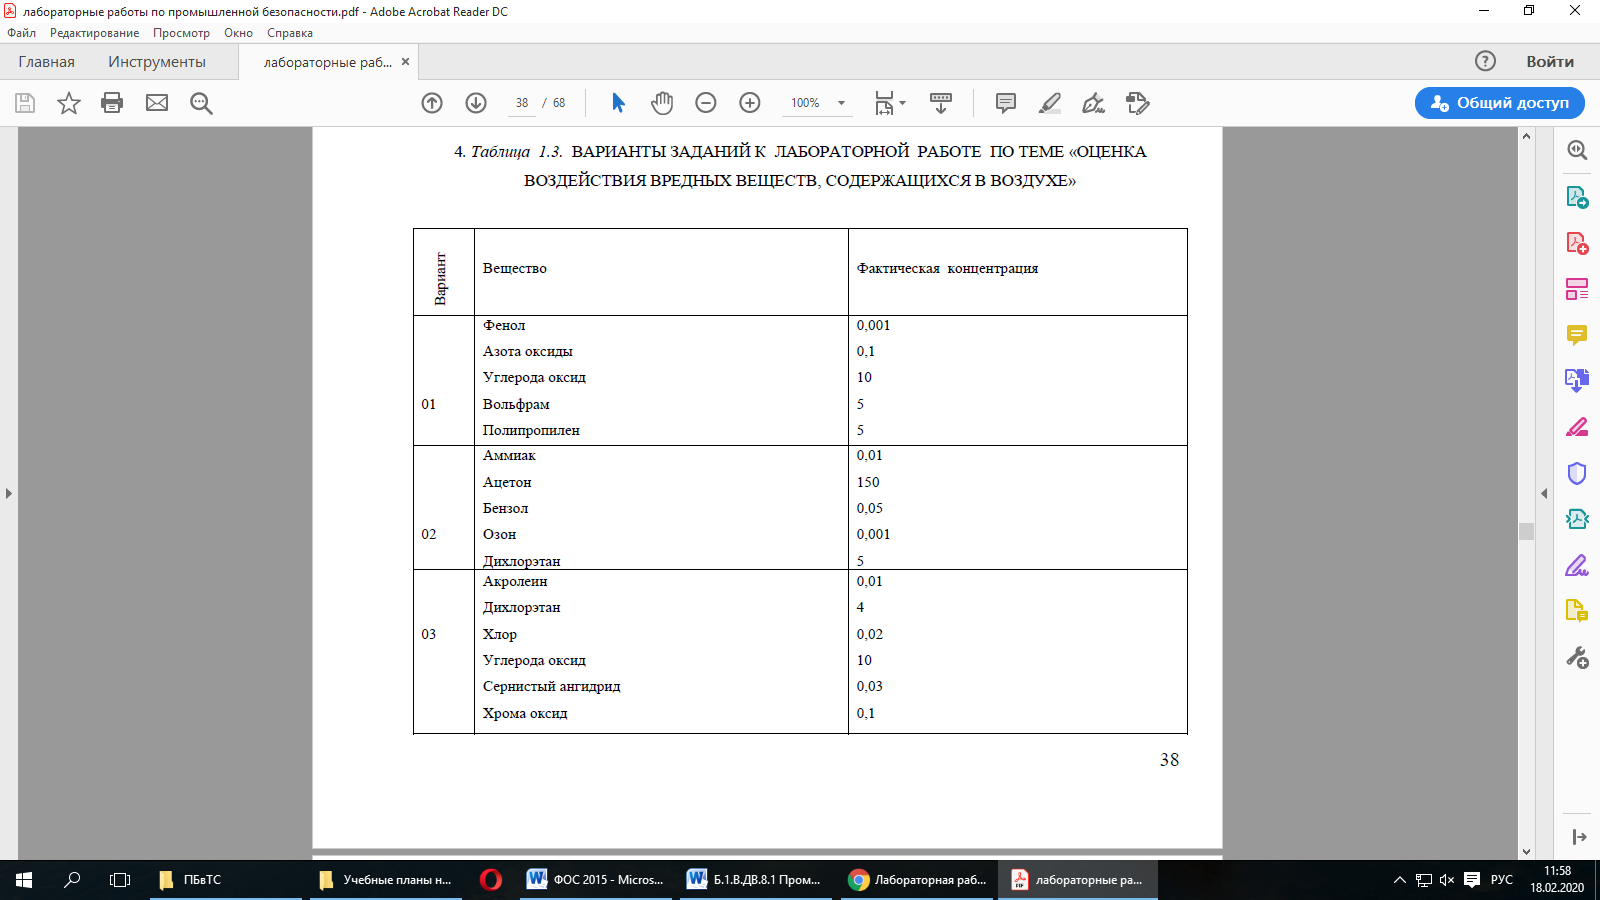 лабораторные работы по промышленной безопасности.pdf - Adobe Acrobat Reader DC
Файл Редактирование Просмотр Окно Справка
Главная Инструменты лабораторные раб... × Войти
38 / 68 100% Общий доступ
4. Таблица 1.3. ВАРИАНТЫ ЗАДАНИЙ К ЛАБОРАТОРНОЙ РАБОТЕ ПО ТЕМЕ «ОЦЕНКА
ВОЗДЕЙСТВИЯ ВРЕДНЫХ ВЕЩЕСТВ, СОДЕРЖАЩИХСЯ В ВОЗДУХЕ»
Вариант Вещество Фактическая концентрация
Фенол 0,001
Азота оксиды 0,1
Углерода оксид 10
01 Вольфрам 5
Полипропилен 5
Аммиак 0,01
Ацетон 150
Бензол 0,05
02 Озон 0,001
Дихлорэтан 5
Акролеин 0,01
Дихлорэтан 4
03 Хлор 0,02
Углерода оксид 10
Сернистый ангидрид 0,03
Хрома оксид 0,1
38
ПБвТС Учебные планы н... ФОС 2015 - Micros... Б.1.В.ДВ.8.1 Пром... Лабораторная раб... лабораторные ра... РУС 11:58
18.02.2020